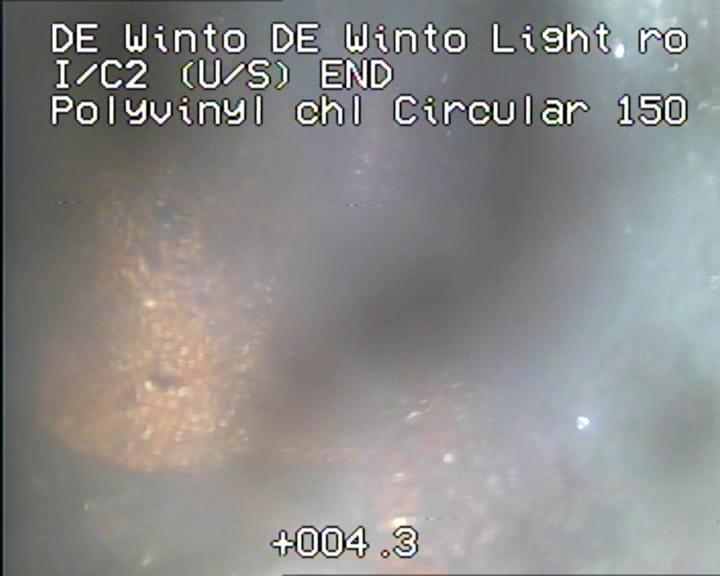 DE Winto DE Winto Light ro
I/C2 (U/S) END
Polyvinyl chl Circular 150
+004.3